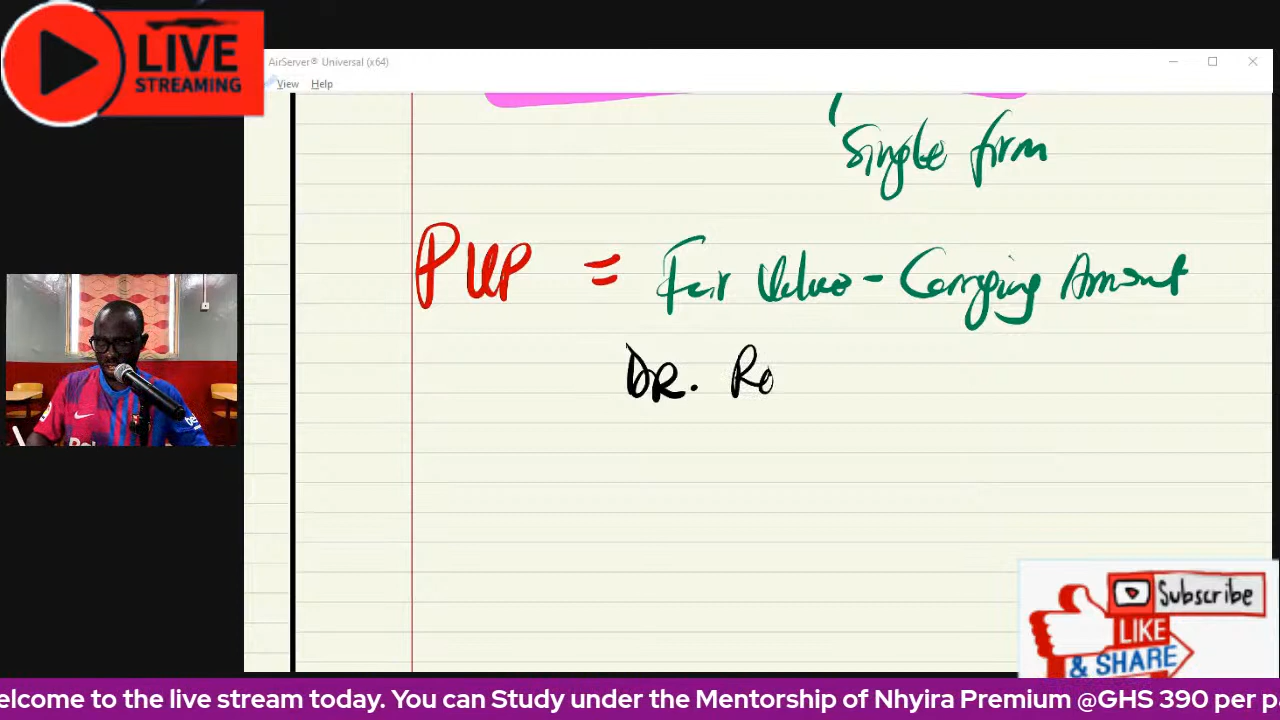 LIVE
STREAMING
AirServer® Universal (x64)
View Help
Single firm
PUP = Fair Value - Carrying Amount
DR. Re
Subscribe
LIKE
& SHARE
elcome to the live stream today. You can Study under the Mentorship of Nhyira Premium @GHS 390 per p